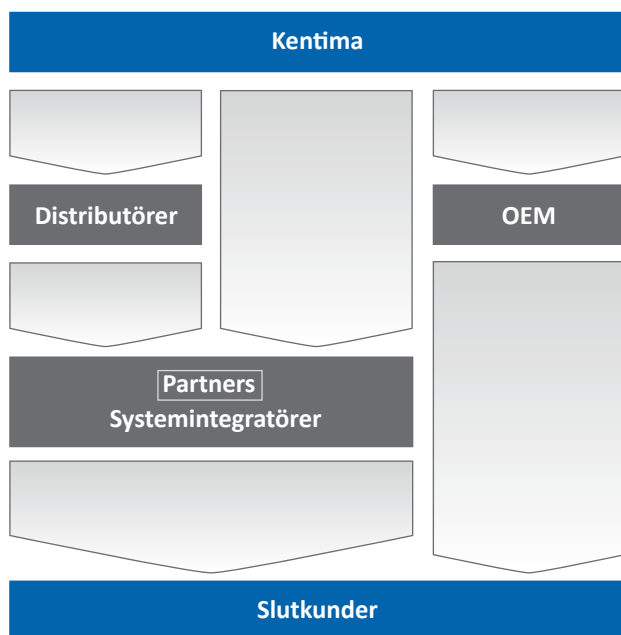 Kentima
Distributörer
OEM
Partners
Systemintegratörer
Slutkunder